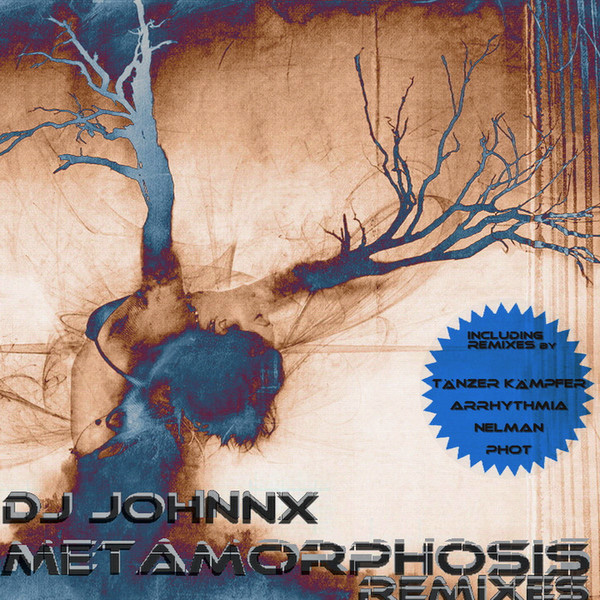 INCLUDING
REMIXES BY
TANZER KAMPFER
ARRHYTHMIA
NELMAN
PHOT
DJ JOHNNX
METAMORPHOSIS
REMIXES